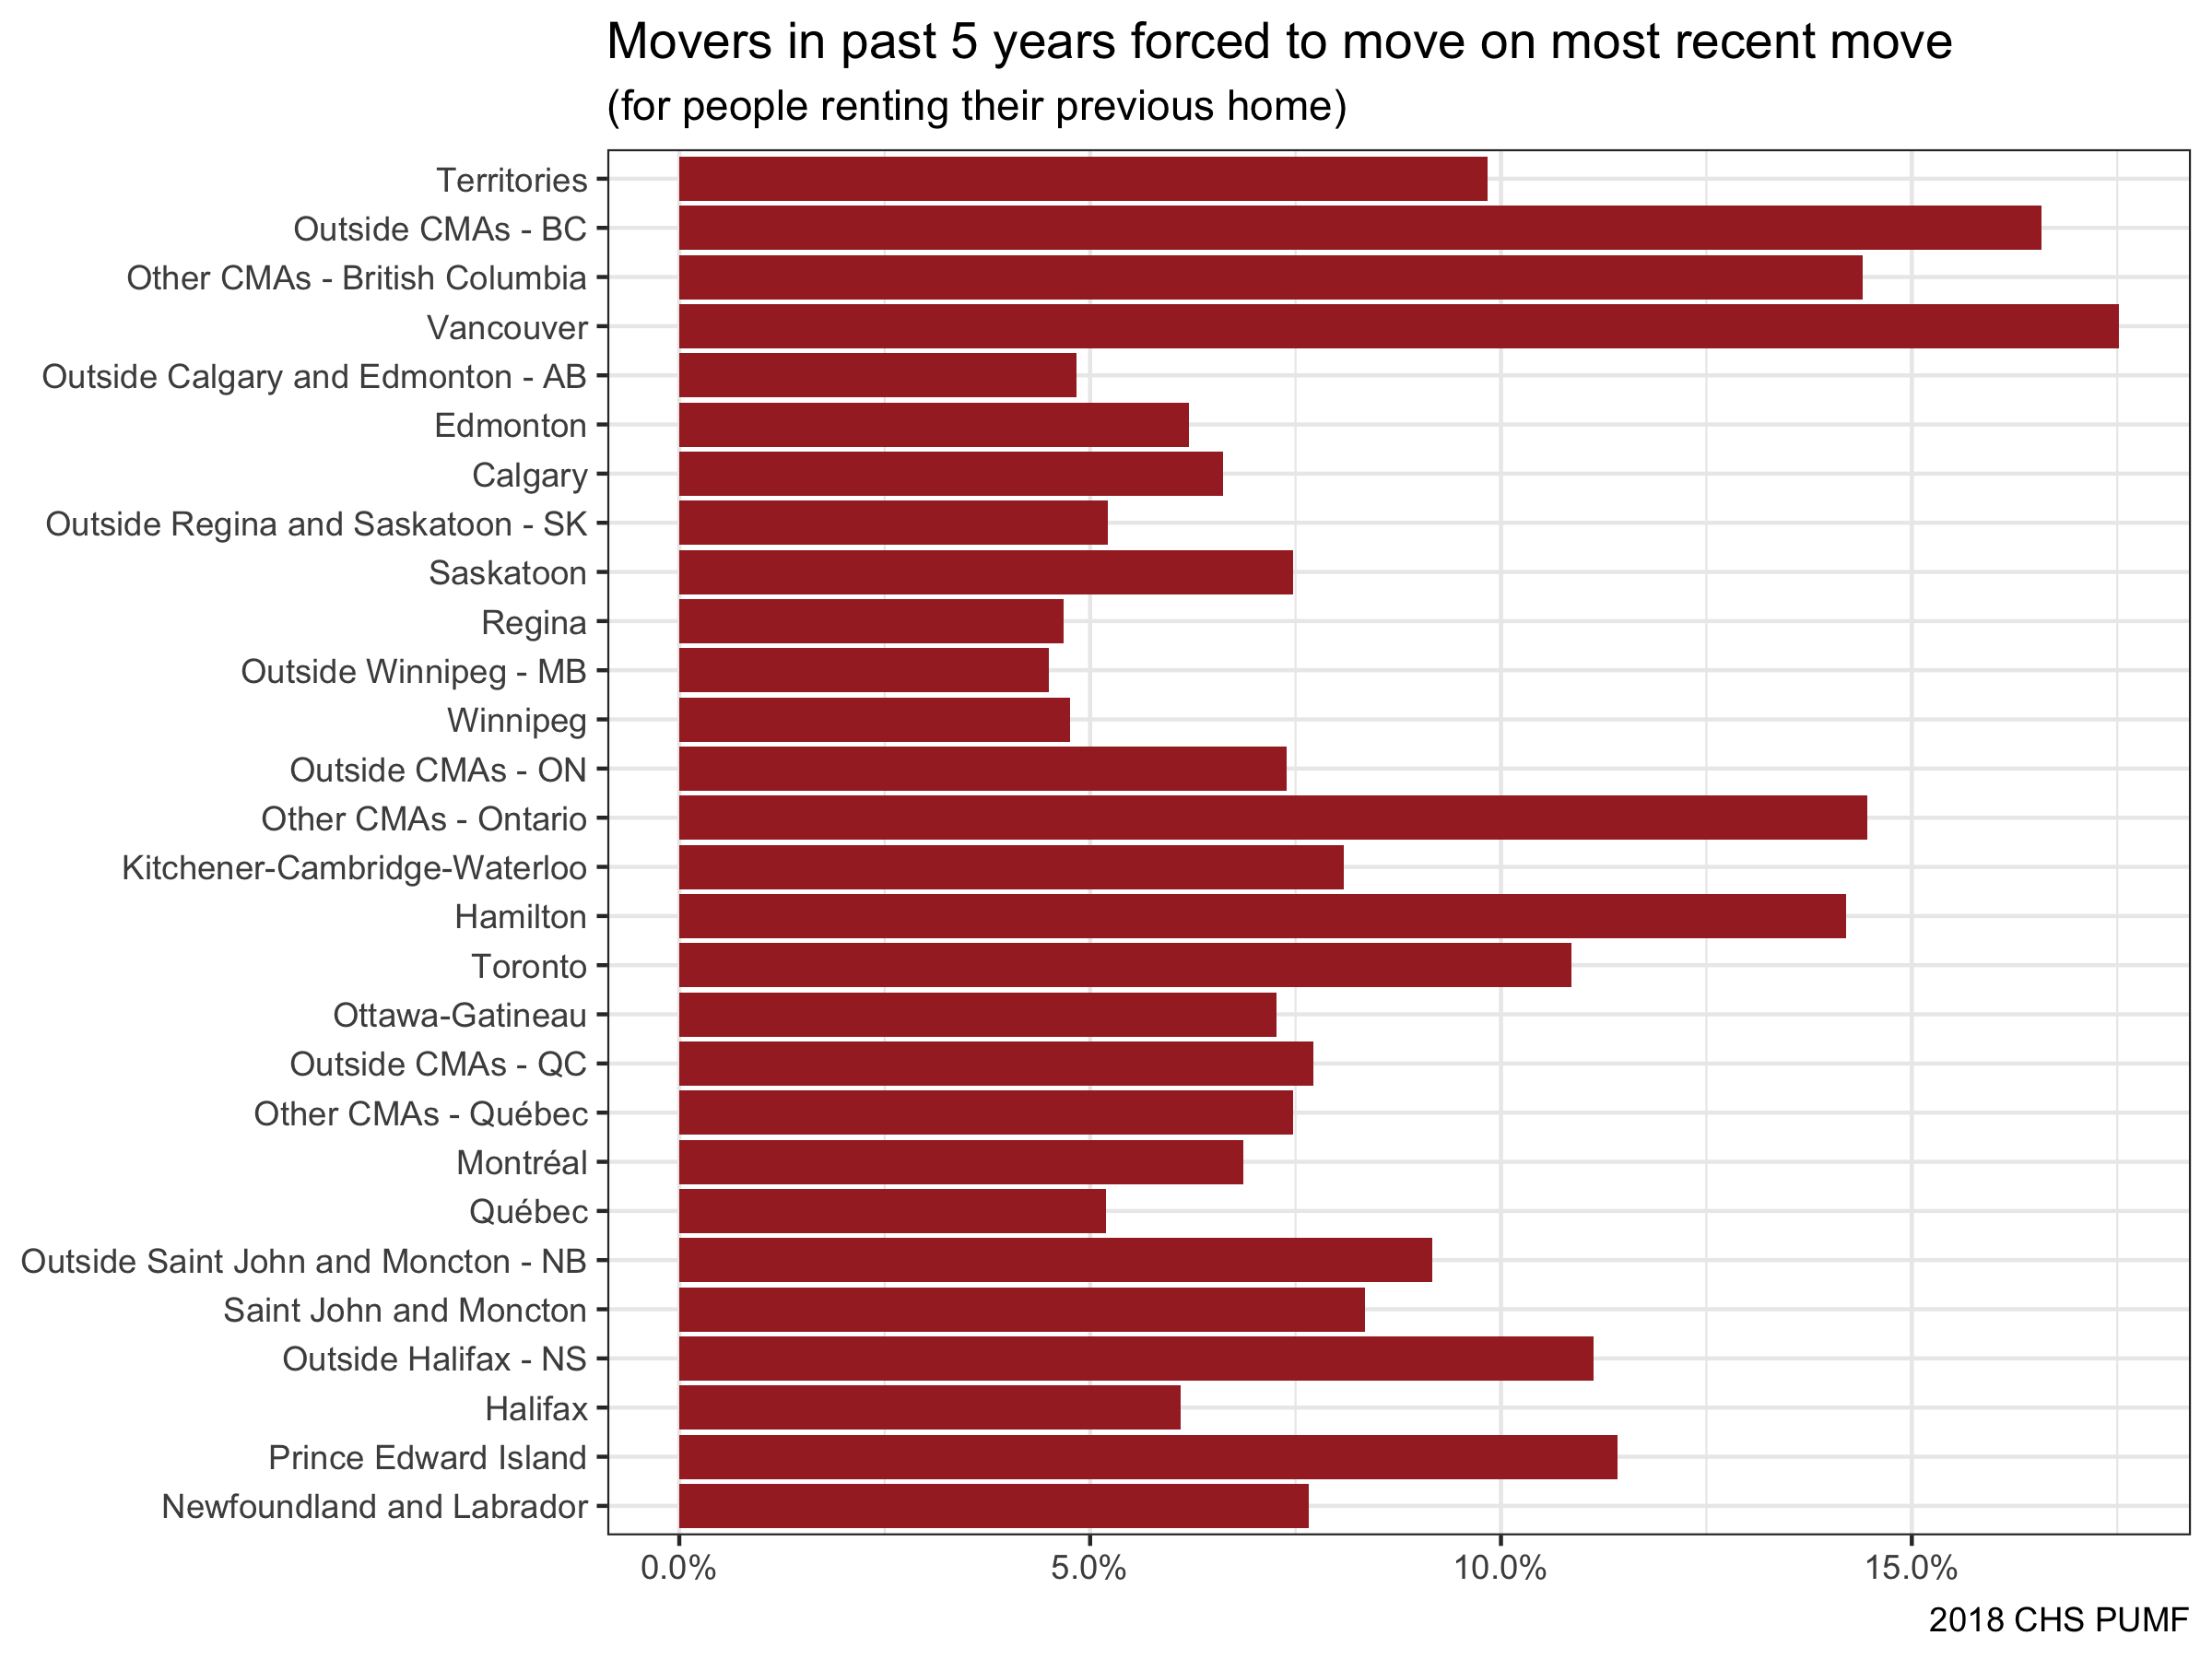 Movers in past 5 years forced to move on most recent move
(for people renting their previous home)
Territories
Outside CMAs - BC
Other CMAs - British Columbia
Vancouver
Outside Calgary and Edmonton - AB
Edmonton
Calgary
Outside Regina and Saskatoon - SK
Saskatoon
Regina
Outside Winnipeg - MB
Winnipeg
Outside CMAs - ON
Other CMAs - Ontario
Kitchener-Cambridge-Waterloo
Hamilton
Toronto
Ottawa-Gatineau
Outside CMAs - QC
Other CMAs - Québec
Montréal
Québec
Outside Saint John and Moncton - NB
Saint John and Moncton
Outside Halifax - NS
Halifax
Prince Edward Island
Newfoundland and Labrador
0.0% 5.0% 10.0% 15.0%
2018 CHS PUMF